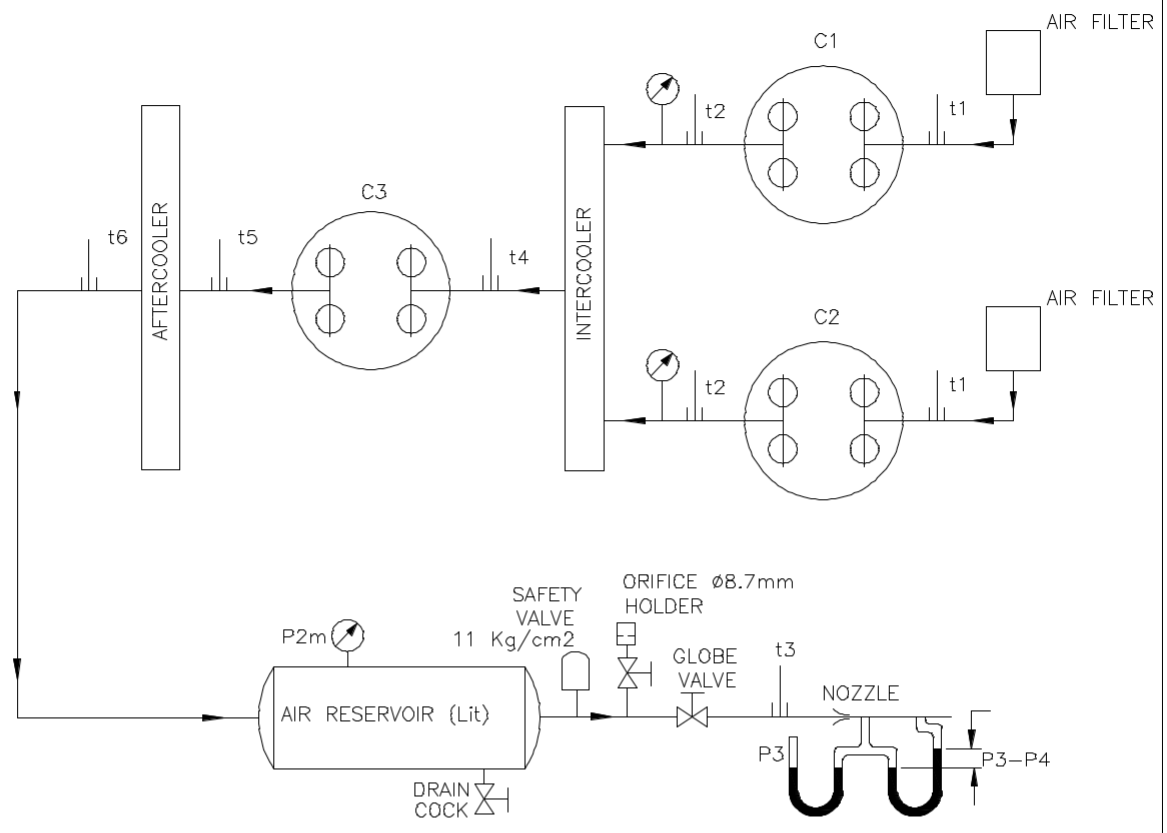 AIR FILTER
C1
t2
t1
C3
t6
AFTERCOOLER
t5
t4
INTERCOOLER
AIR FILTER
C2
t2
t1
SAFETY
VALVE
11 Kg/cm2
ORIFICE ø8.7mm
HOLDER
P2m
GLOBE
VALVE
t3
NOZZLE
AIR RESERVOIR (Lit)
P3
P3-P4
DRAIN
COCK